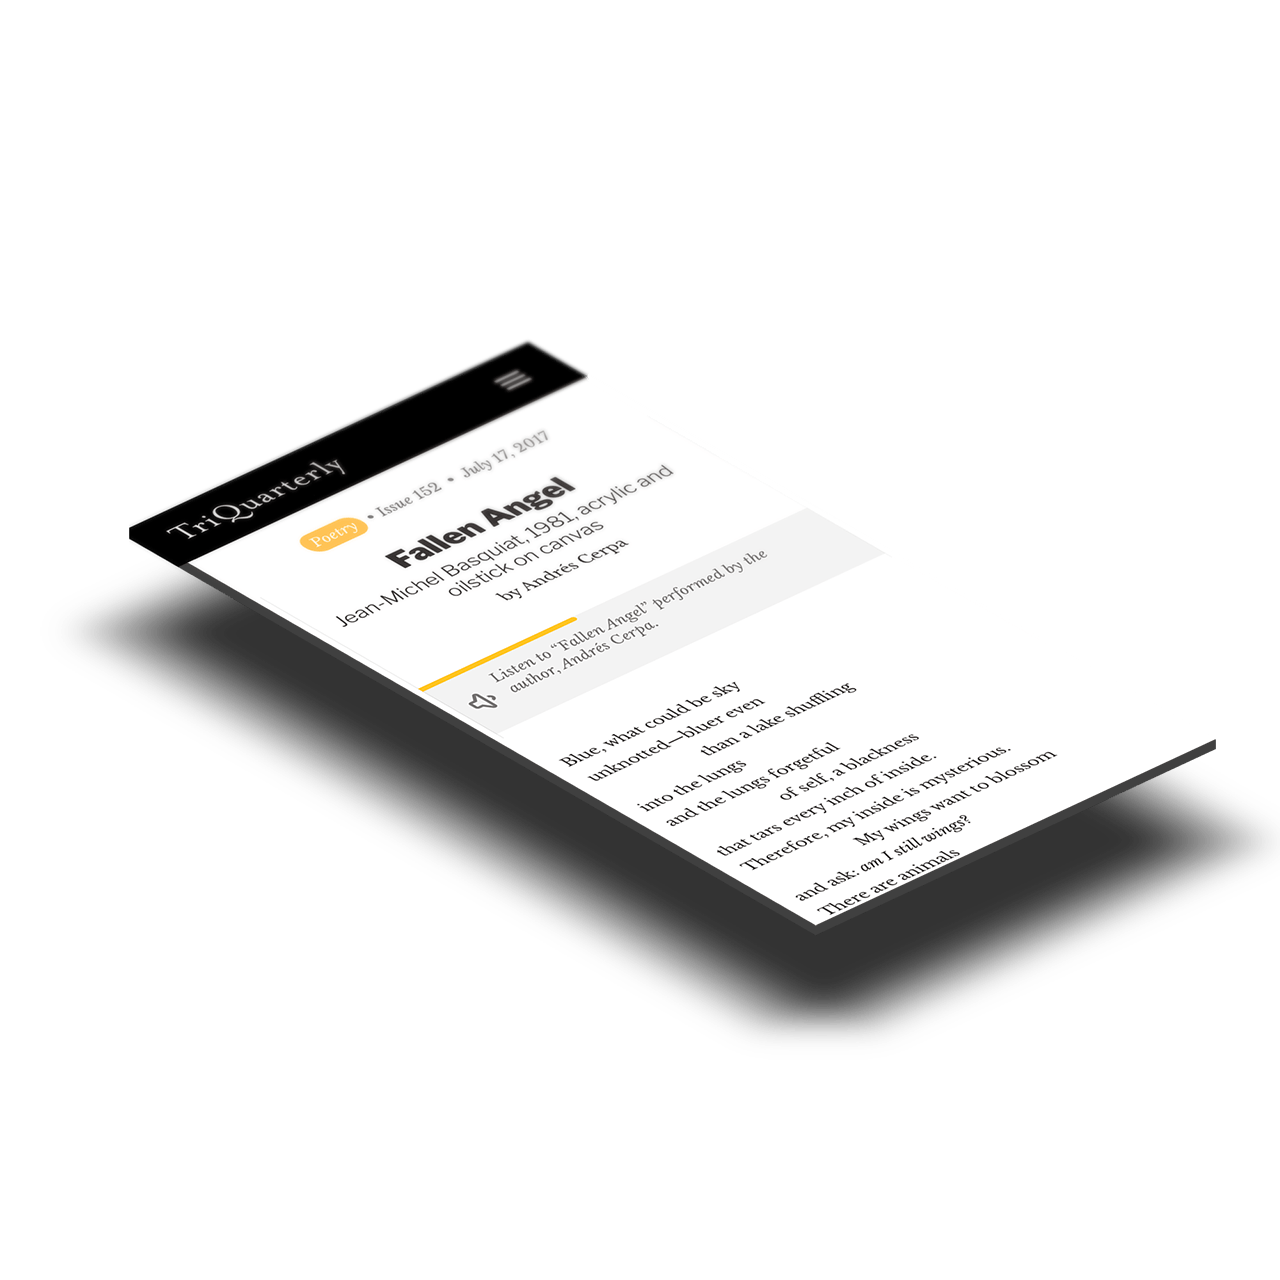 TriQuarterly
Poetry • Issue 152 • July 17, 2017
Fallen Angel
Jean-Michel Basquiat, 1981, acrylic and
oilstick on canvas
by Andrés Cerpa
Listen to “Fallen Angel” performed by the
author, Andrés Cerpa.
Blue, what could be sky
unknotted—bluer even
than a lake shuffling
into the lungs
and the lungs forgetful
of self, a blackness
that tars every inch of inside.
Therefore, my inside is mysterious.
My wings want to blossom
and ask: am I still wings?
There are animals